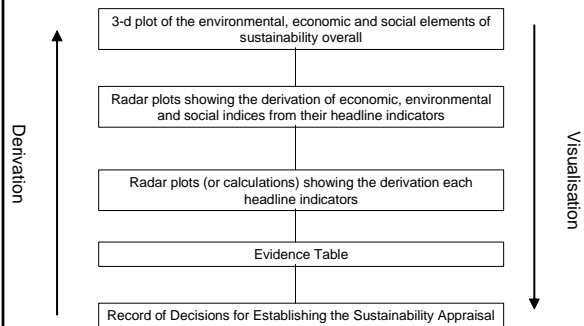 3-d plot of the environmental, economic and social elements of
sustainability overall
Radar plots showing the derivation of economic, environmental
and social indices from their headline indicators
Radar plots (or calculations) showing the derivation each
headline indicators
Evidence Table
Record of Decisions for Establishing the Sustainability Appraisal
Derivation
Visualisation